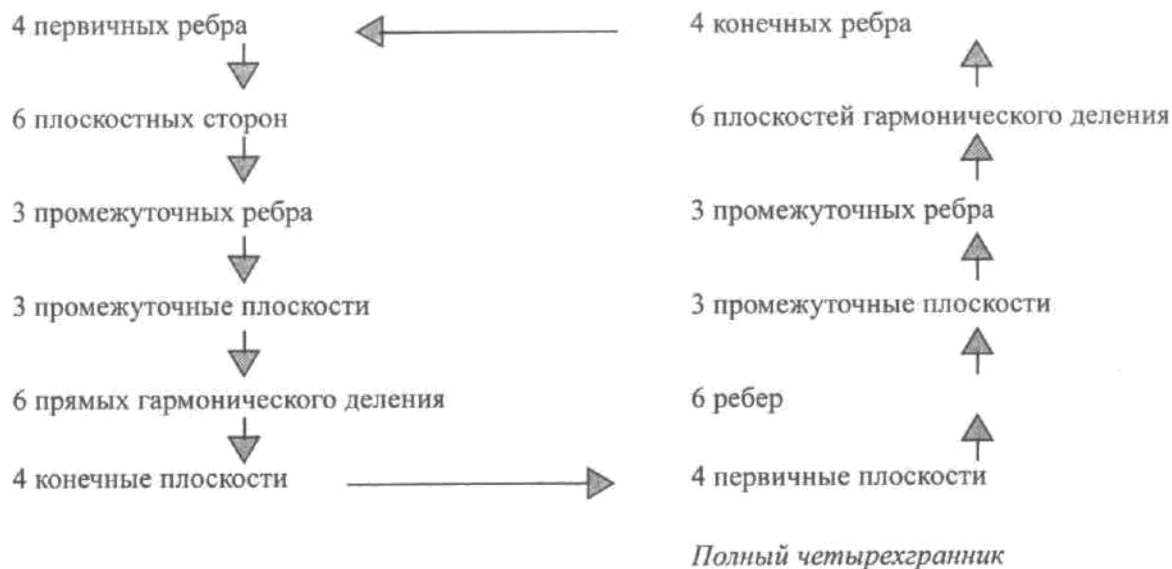 4 первичных ребра
6 плоскостных сторон
3 промежуточных ребра
3 промежуточные плоскости
6 прямых гармонического деления
4 конечные плоскости
4 конечных ребра
6 плоскостей гармонического деления
3 промежуточных ребра
3 промежуточные плоскости
6 ребер
4 первичные плоскости
Полный четырехгранник